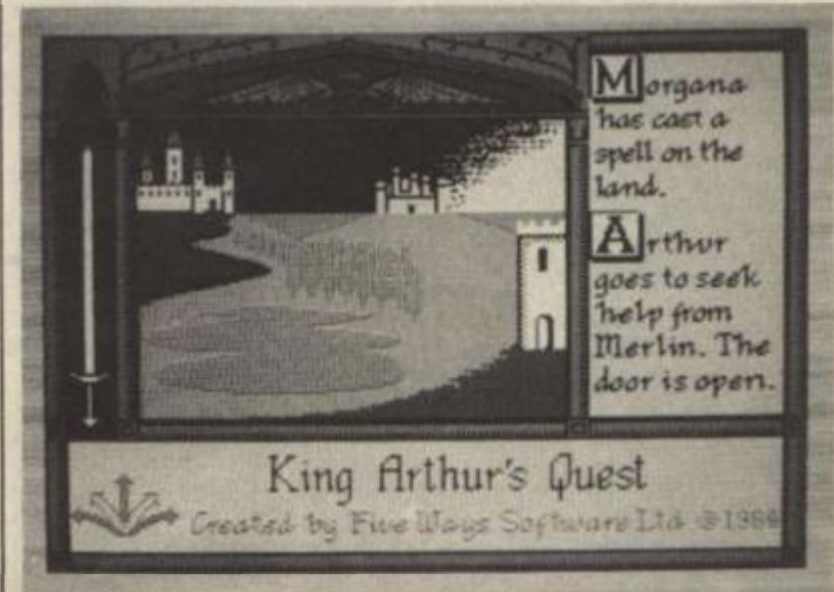 Morgana
has cast a
spell on the
land.
Arthur
goes to seek
help from
Merlin. The
door is open.
King Arthur's Quest
Created by Five Ways Software Ltd ©1984